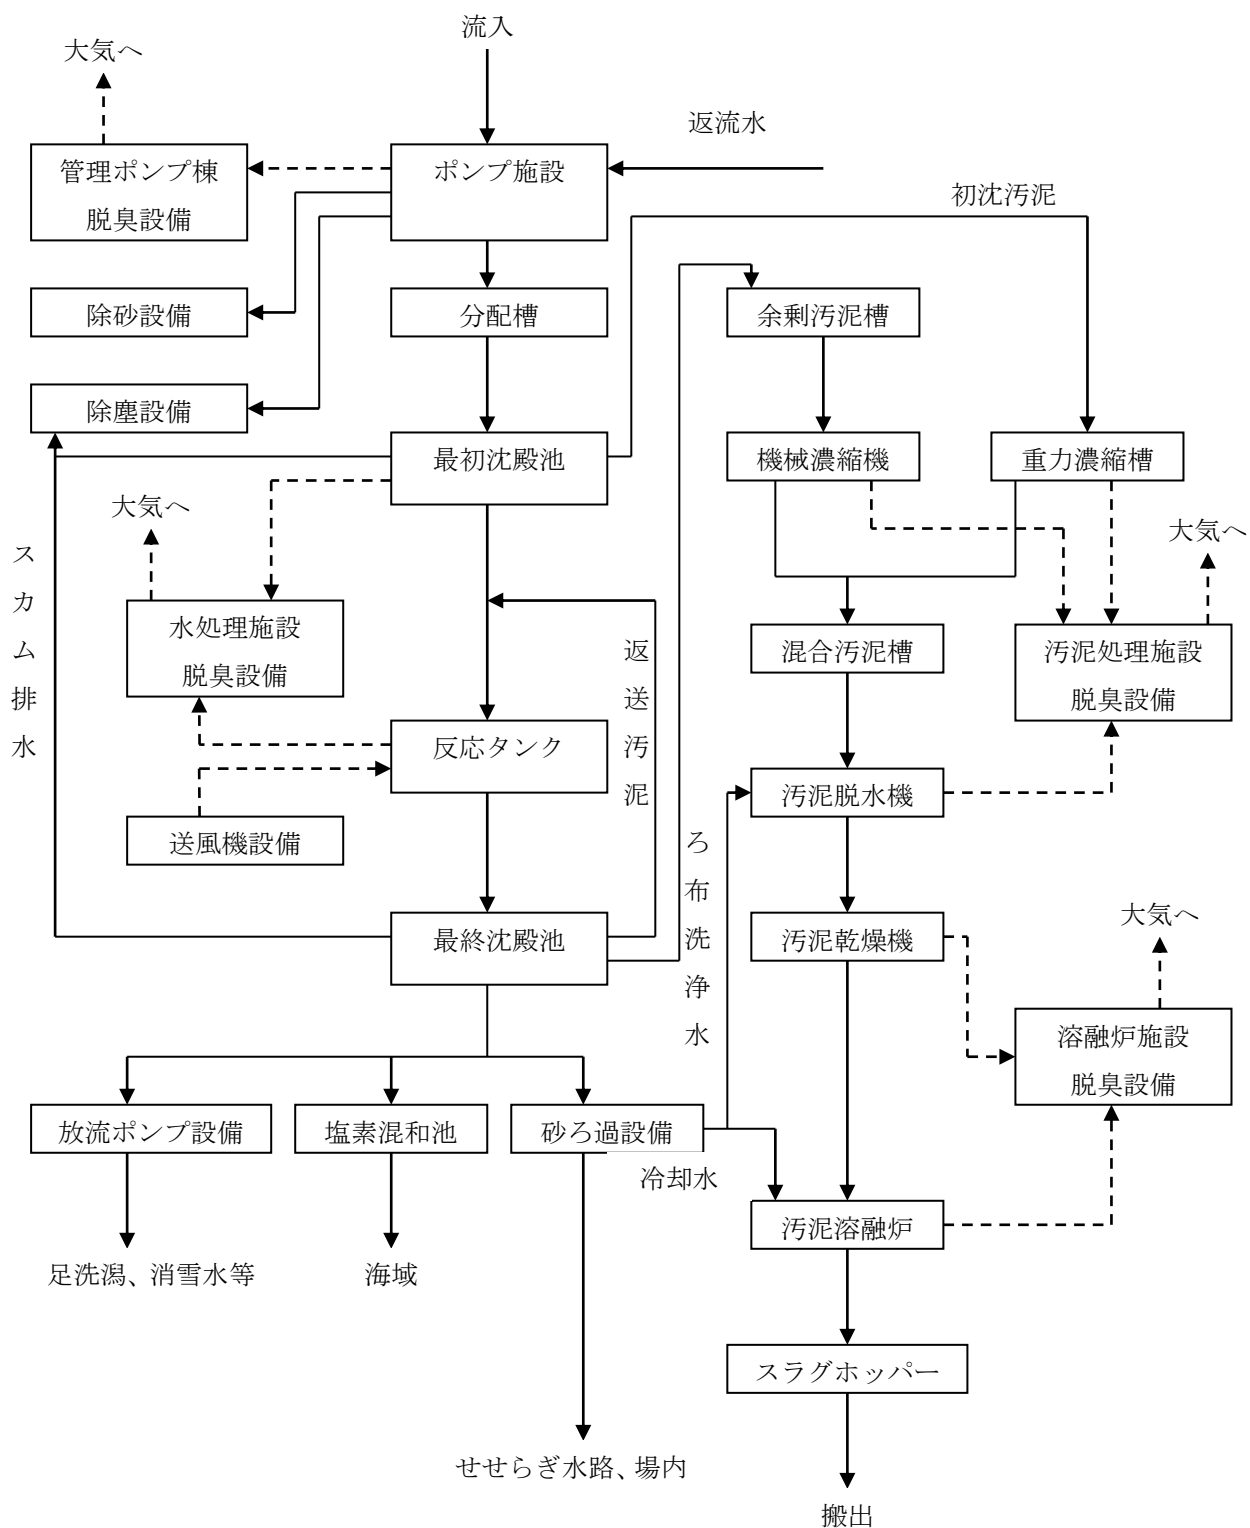 流入
大気へ
返流水
管理ポンプ棟
脱臭設備
ポンプ施設
初沈汚泥
除砂設備
分配槽
余剰汚泥槽
除塵設備
最初沈殿池
機械濃縮機
重力濃縮槽
大気へ
大気へ
スカム排水
水処理施設
脱臭設備
返送汚泥
混合汚泥槽
汚泥処理施設
脱臭設備
反応タンク
汚泥脱水機
送風機設備
ろ布洗浄水
最終沈殿池
汚泥乾燥機
大気へ
溶融炉施設
脱臭設備
放流ポンプ設備
塩素混和池
砂ろ過設備
冷却水
汚泥溶融炉
足洗潟、消雪水等
海域
スラグホッパー
せせらぎ水路、場内
搬出